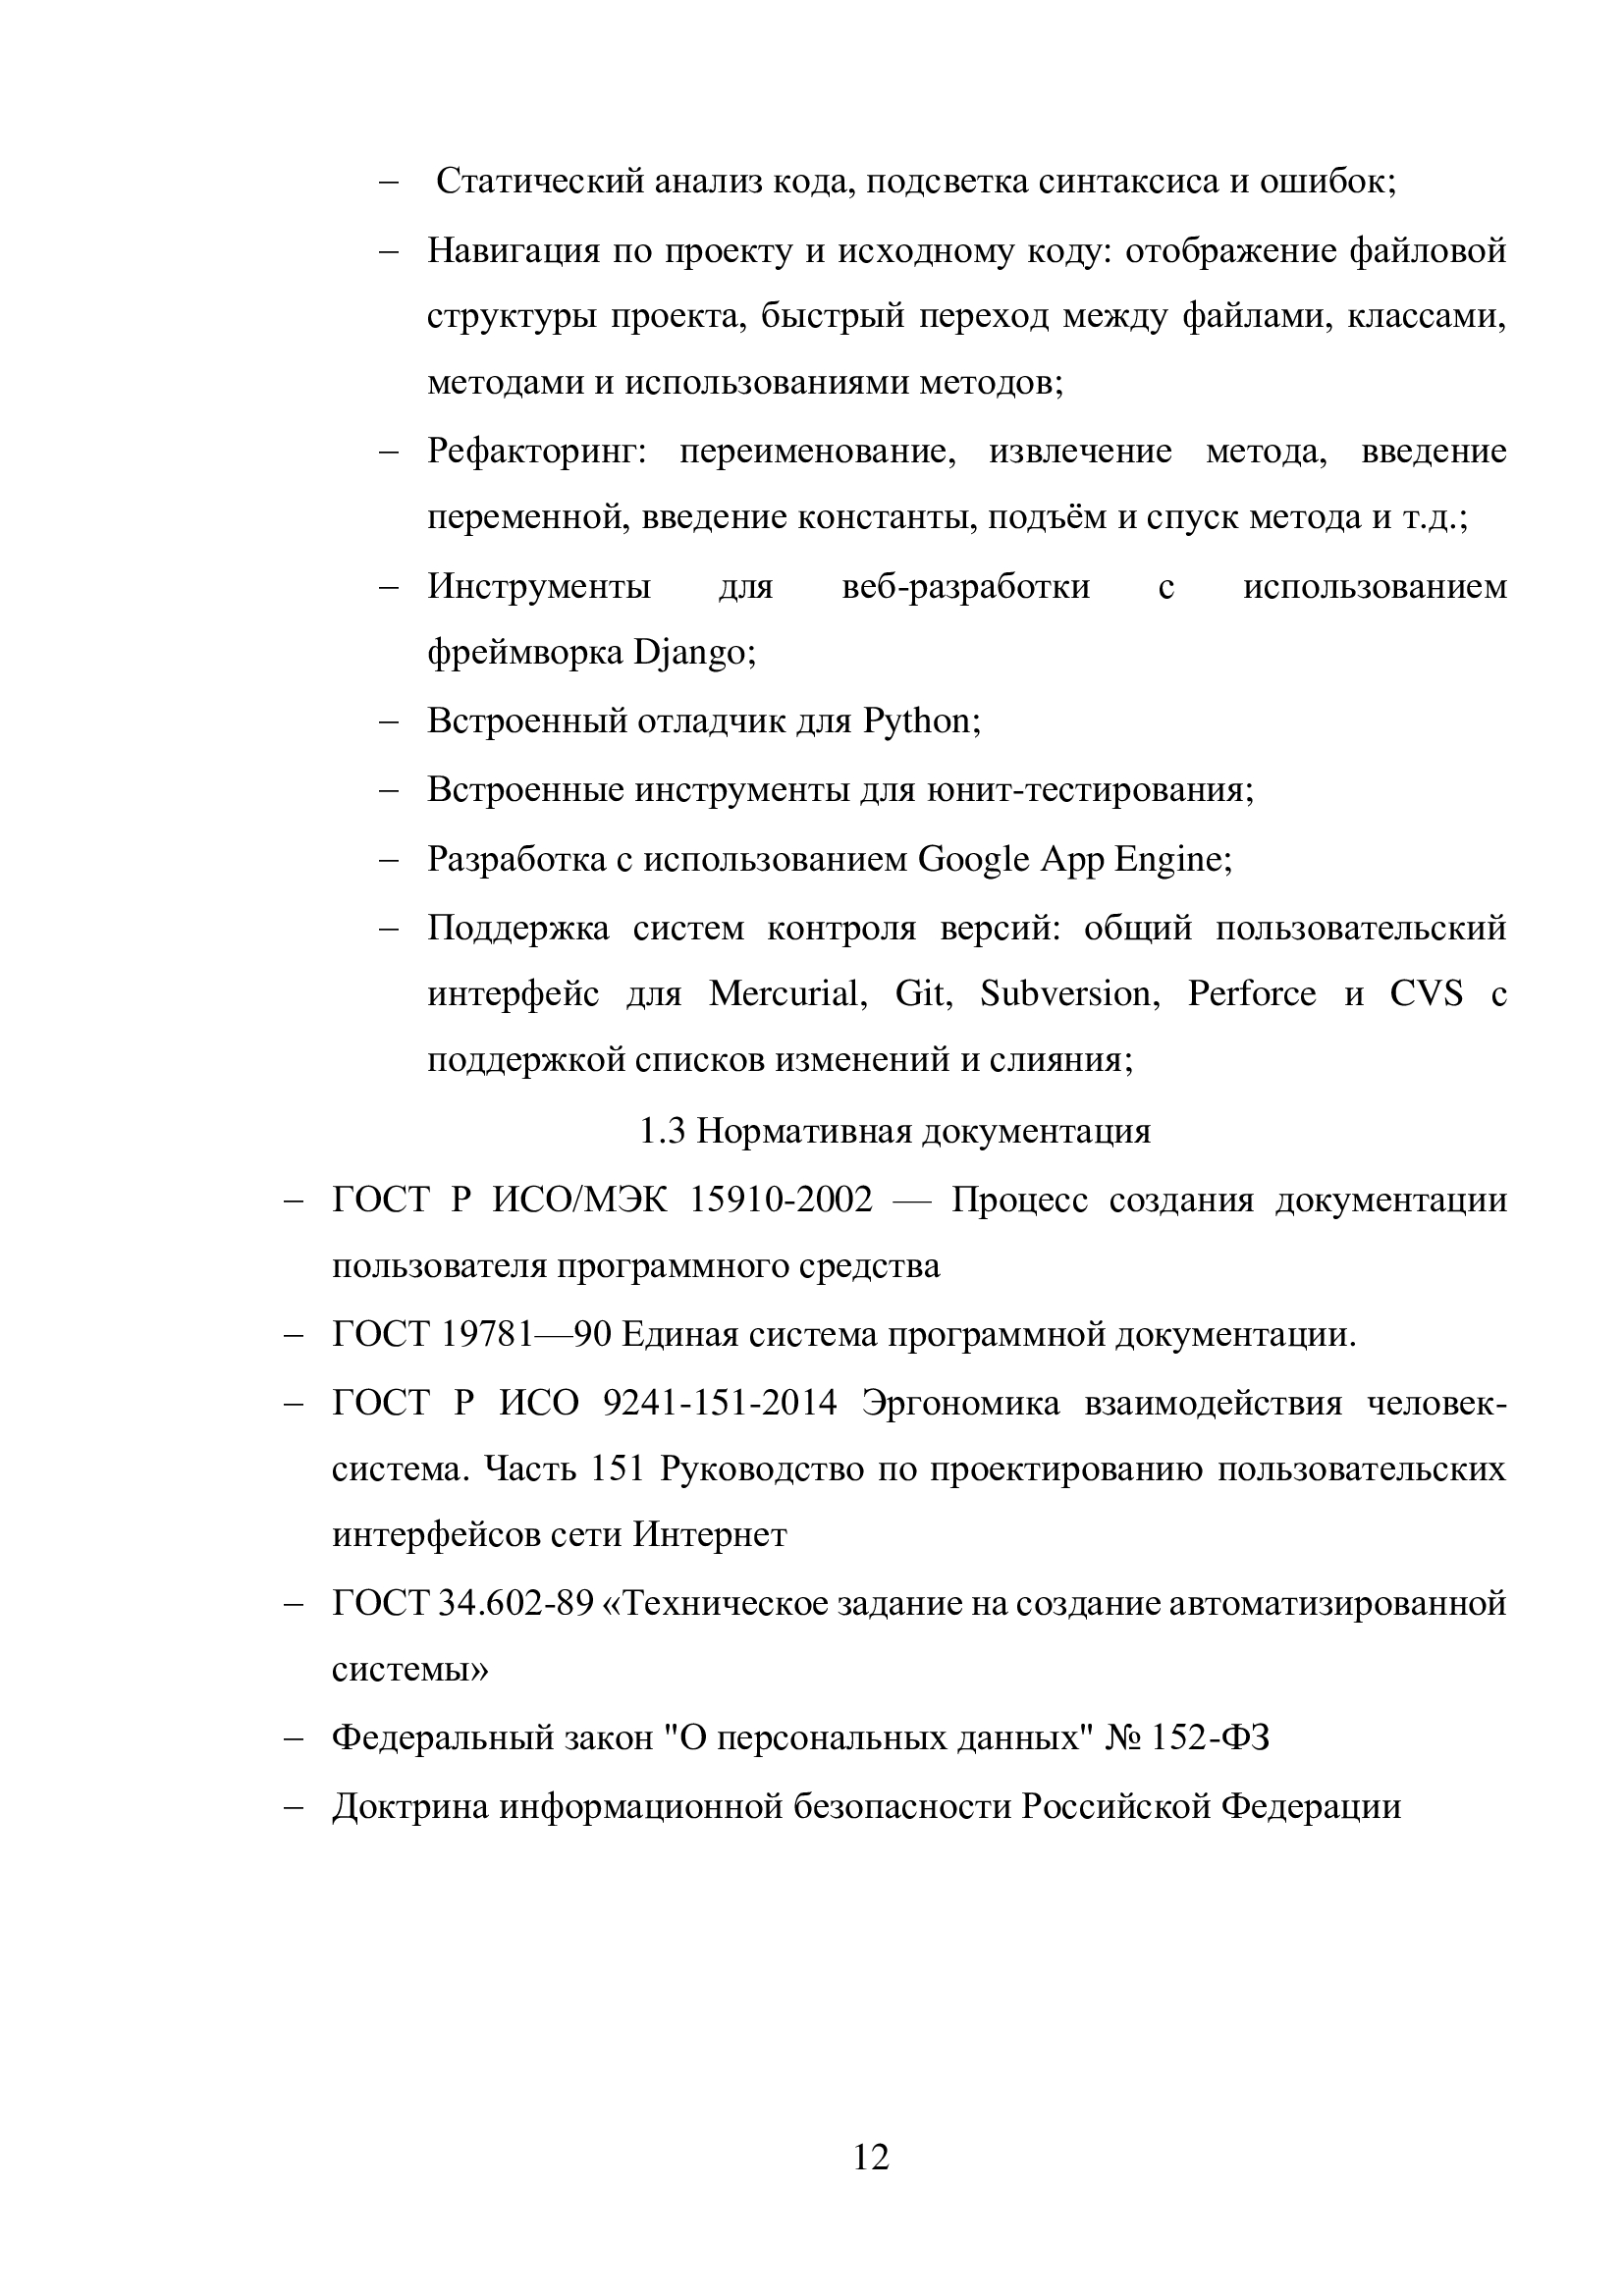 – Статический анализ кода, подсветка синтаксиса и ошибок;
– Навигация по проекту и исходному коду: отображение файловой
структуры проекта, быстрый переход между файлами, классами,
методами и использованиями методов;
– Рефакторинг: переименование, извлечение метода, введение
переменной, введение константы, подъём и спуск метода и т.д.;
– Инструменты для веб-разработки с использованием
фреймворка Django;
– Встроенный отладчик для Python;
– Встроенные инструменты для юнит-тестирования;
– Разработка с использованием Google App Engine;
– Поддержка систем контроля версий: общий пользовательский
интерфейс для Mercurial, Git, Subversion, Perforce и CVS с
поддержкой списков изменений и слияния;
1.3 Нормативная документация
– ГОСТ Р ИСО/МЭК 15910-2002 — Процесс создания документации
пользователя программного средства
– ГОСТ 19781—90 Единая система программной документации.
– ГОСТ Р ИСО 9241-151-2014 Эргономика взаимодействия человек-
система. Часть 151 Руководство по проектированию пользовательских
интерфейсов сети Интернет
– ГОСТ 34.602-89 «Техническое задание на создание автоматизированной
системы»
– Федеральный закон "О персональных данных" № 152-ФЗ
– Доктрина информационной безопасности Российской Федерации
12